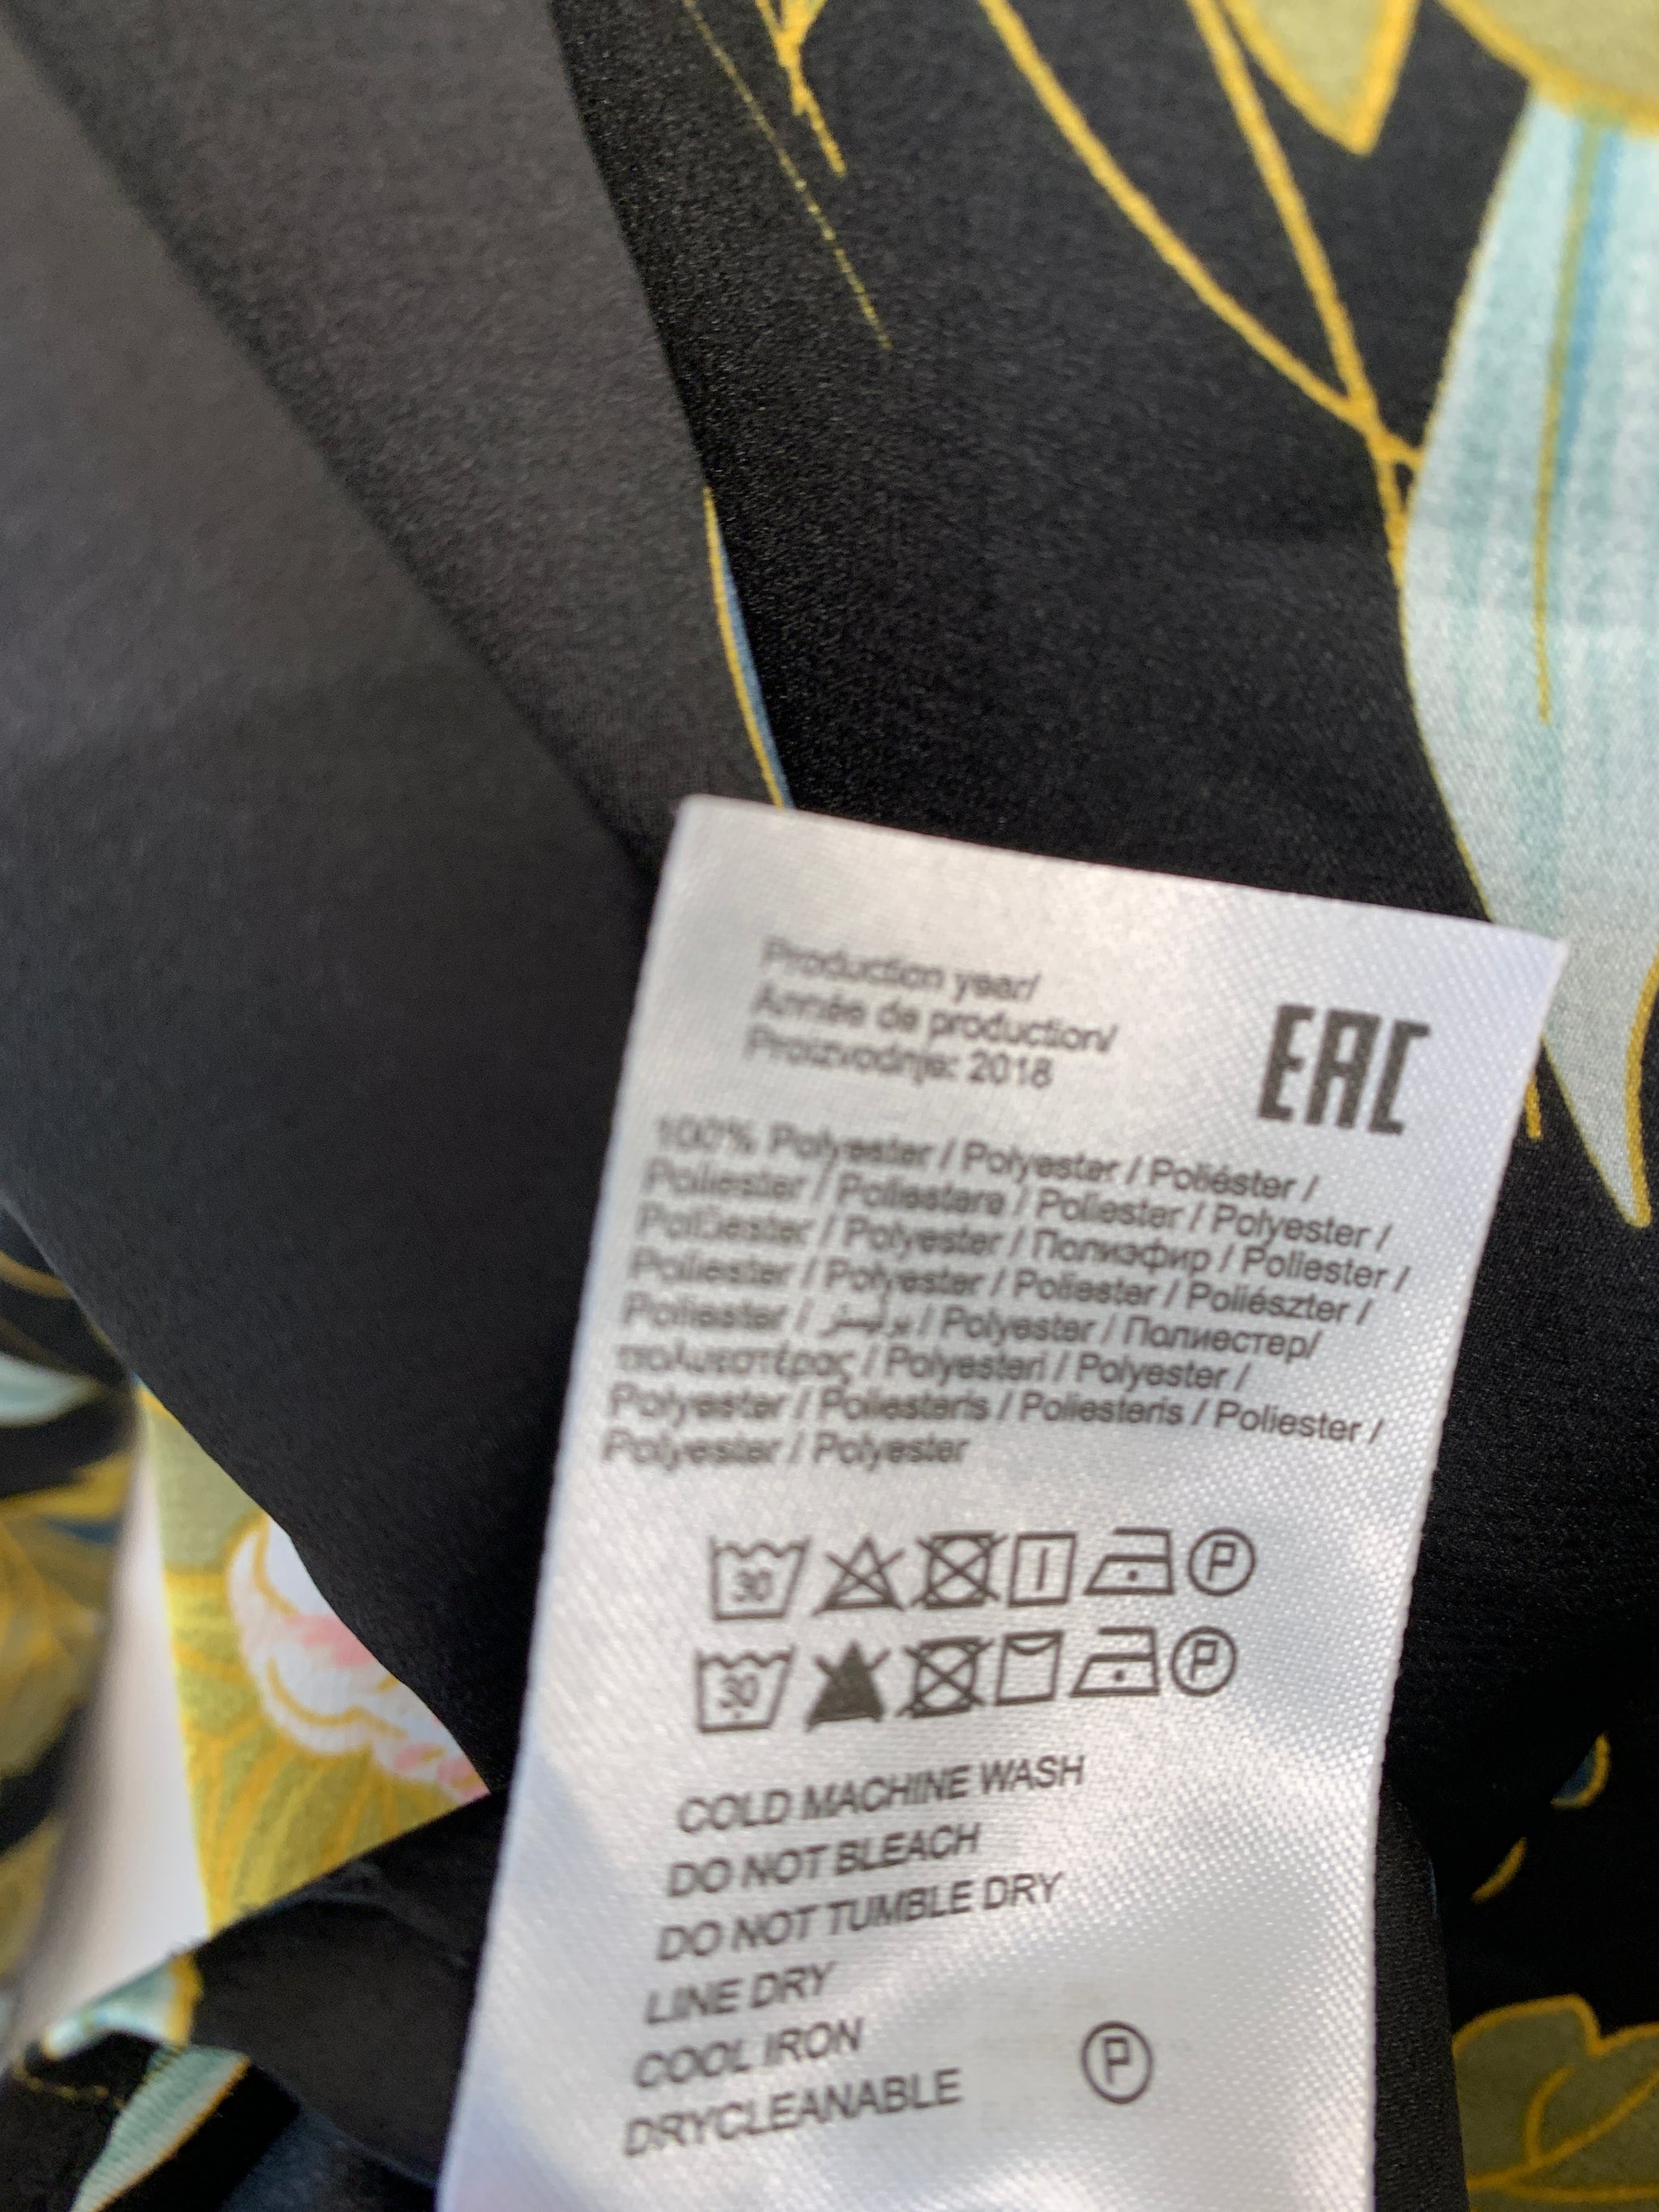 Production year/
Année de production/
Proizvodnje: 2018
EAC
100% Polyester / Polyester / Poliéster /
Poliester / Poliestere / Poliester / Polyester /
Poliester / Polyester / Полиэфир / Poliester /
Poliester / Polyester / Poliester / Poliészter /
Poliester / / Polyester / Полиестер/
πολυεστέρας / Polyesteri / Polyester /
Polyester / Poliesteris / Poliesteris / Poliester /
Polyester / Polyester
30 P
30 P
COLD MACHINE WASH
DO NOT BLEACH
DO NOT TUMBLE DRY
LINE DRY
COOL IRON
DRYCLEANABLE P